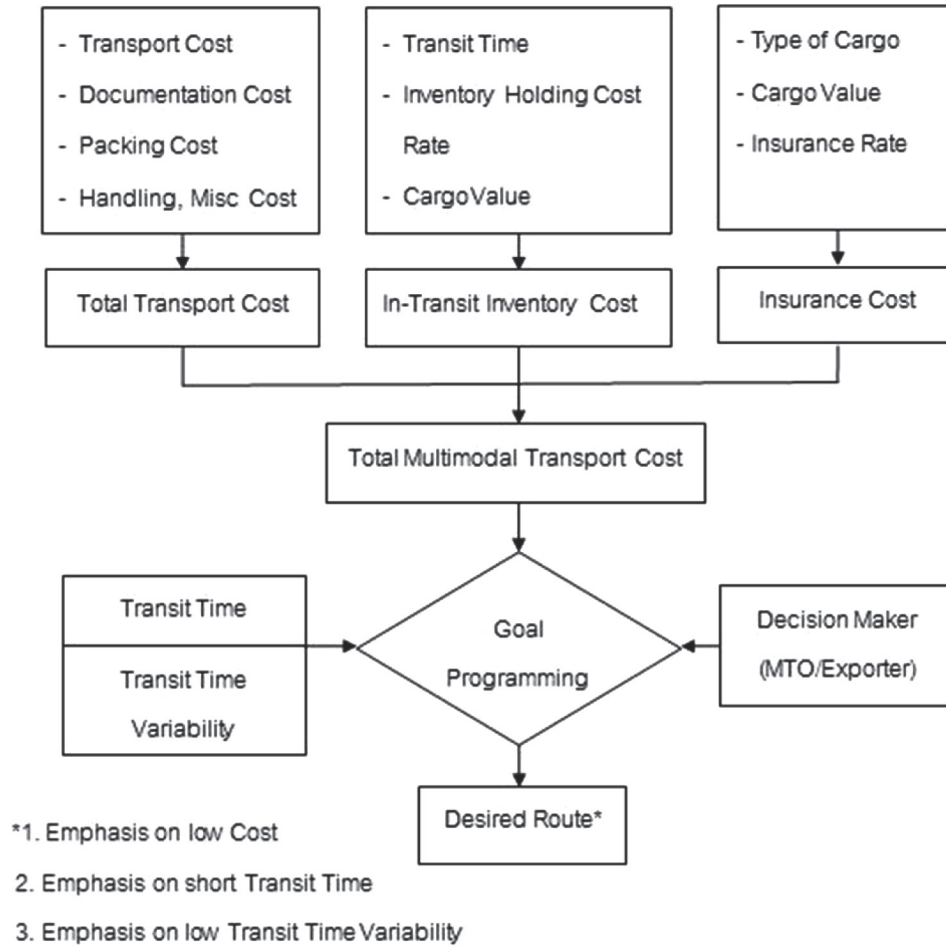 - Transport Cost
- Documentation Cost
- Packing Cost
- Handling, Misc Cost
- Transit Time
- Inventory Holding Cost
Rate
- Cargo Value
- Type of Cargo
- Cargo Value
- Insurance Rate
Total Transport Cost
In-Transit Inventory Cost
Insurance Cost
Total Multimodal Transport Cost
Transit Time
Transit Time
Variability
Goal
Programming
Decision Maker
(MTO/Exporter)
Desired Route*
*1. Emphasis on low Cost
2. Emphasis on short Transit Time
3. Emphasis on low Transit Time Variability